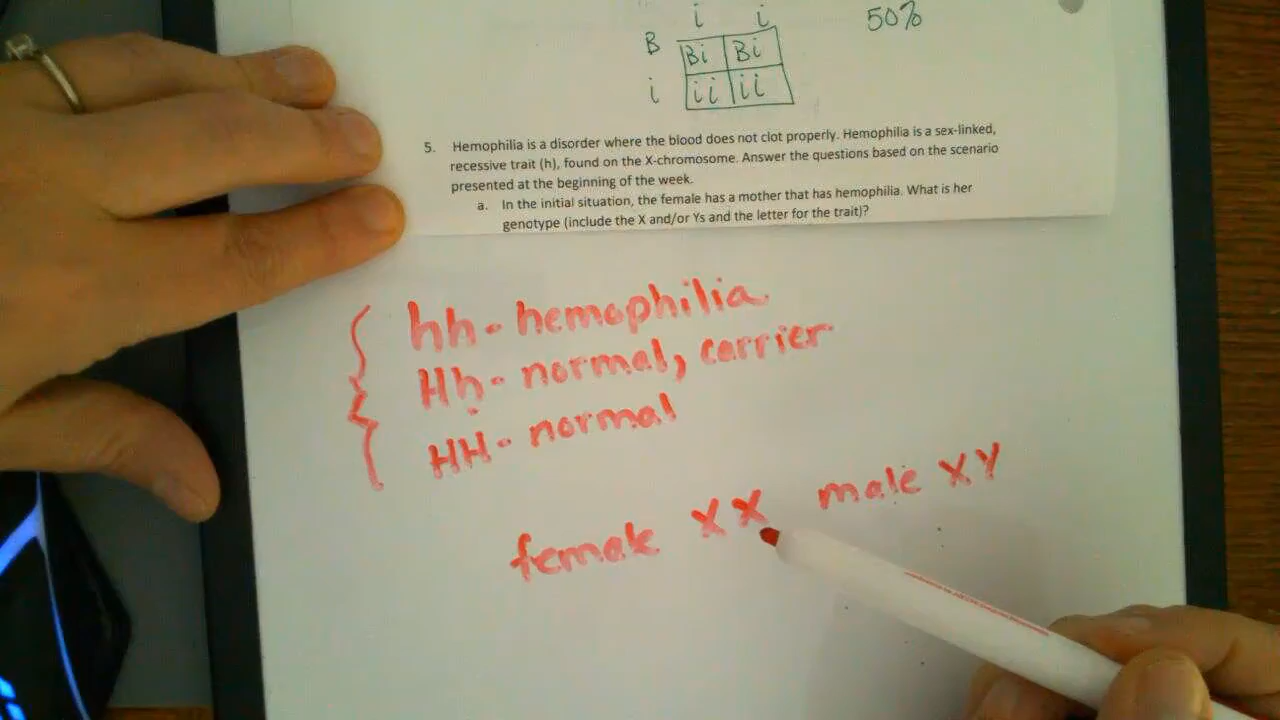 i i 50%
B Bi Bi
i ii ii
5. Hemophilia is a disorder where the blood does not clot properly. Hemophilia is a sex-linked,
recessive trait (h), found on the X-chromosome. Answer the questions based on the scenario
presented at the beginning of the week.
a. In the initial situation, the female has a mother that has hemophilia. What is her
genotype (include the X and/or Ys and the letter for the trait)?
hh - hemophilia
Hh - normal, carrier
HH - normal
female XX male XY